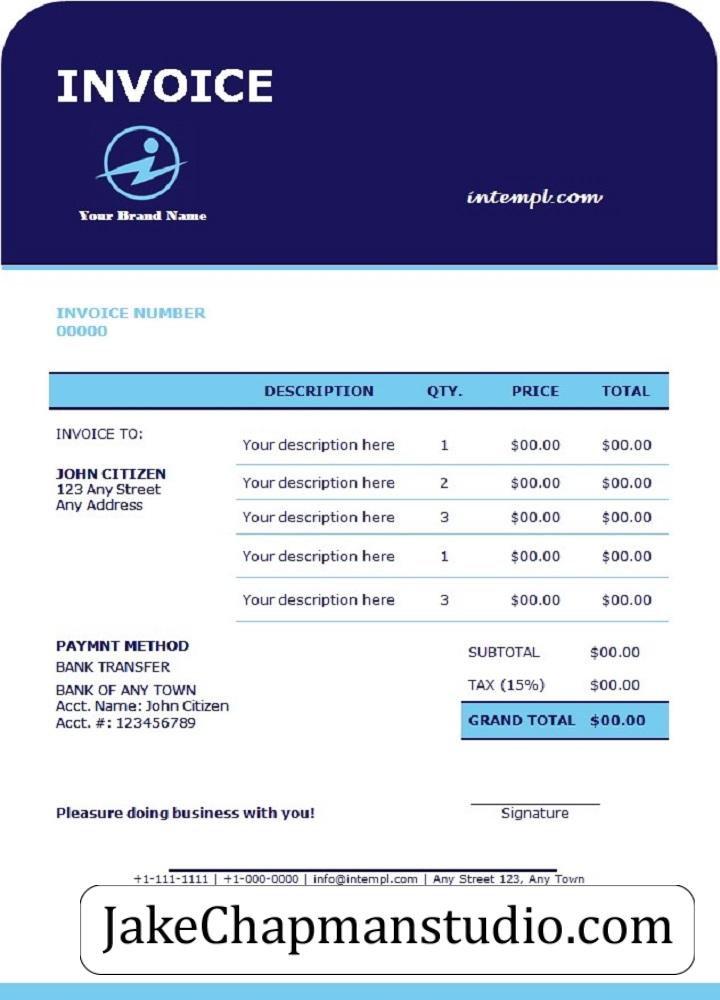 INVOICE
Your Brand Name
intempl.com
INVOICE NUMBER
00000
DESCRIPTION QTY. PRICE TOTAL
INVOICE TO:
Your description here 1 $00.00 $00.00
JOHN CITIZEN
123 Any Street
Any Address
Your description here 2 $00.00 $00.00
Your description here 3 $00.00 $00.00
Your description here 1 $00.00 $00.00
Your description here 3 $00.00 $00.00
PAYMNT METHOD
BANK TRANSFER
BANK OF ANY TOWN
Acct. Name: John Citizen
Acct. #: 123456789
SUBTOTAL $00.00
TAX (15%) $00.00
GRAND TOTAL $00.00
Pleasure doing business with you!
Signature
+1-111-1111 | +1-000-0000 | info@intempl.com | Any Street 123, Any Town
JakeChapmanstudio.com